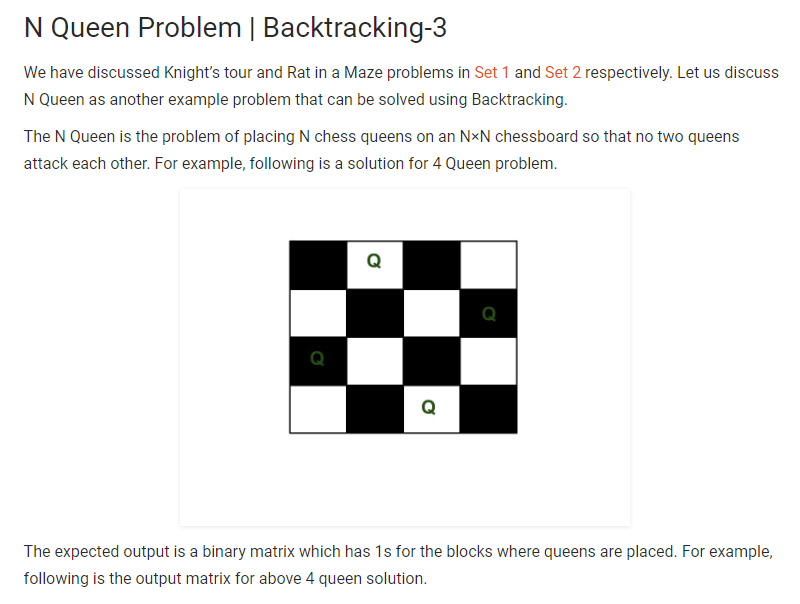 N Queen Problem | Backtracking-3
We have discussed Knight’s tour and Rat in a Maze problems in Set 1 and Set 2 respectively. Let us discuss
N Queen as another example problem that can be solved using Backtracking.
The N Queen is the problem of placing N chess queens on an N×N chessboard so that no two queens
attack each other. For example, following is a solution for 4 Queen problem.
Q
Q
Q
Q
The expected output is a binary matrix which has 1s for the blocks where queens are placed. For example,
following is the output matrix for above 4 queen solution.